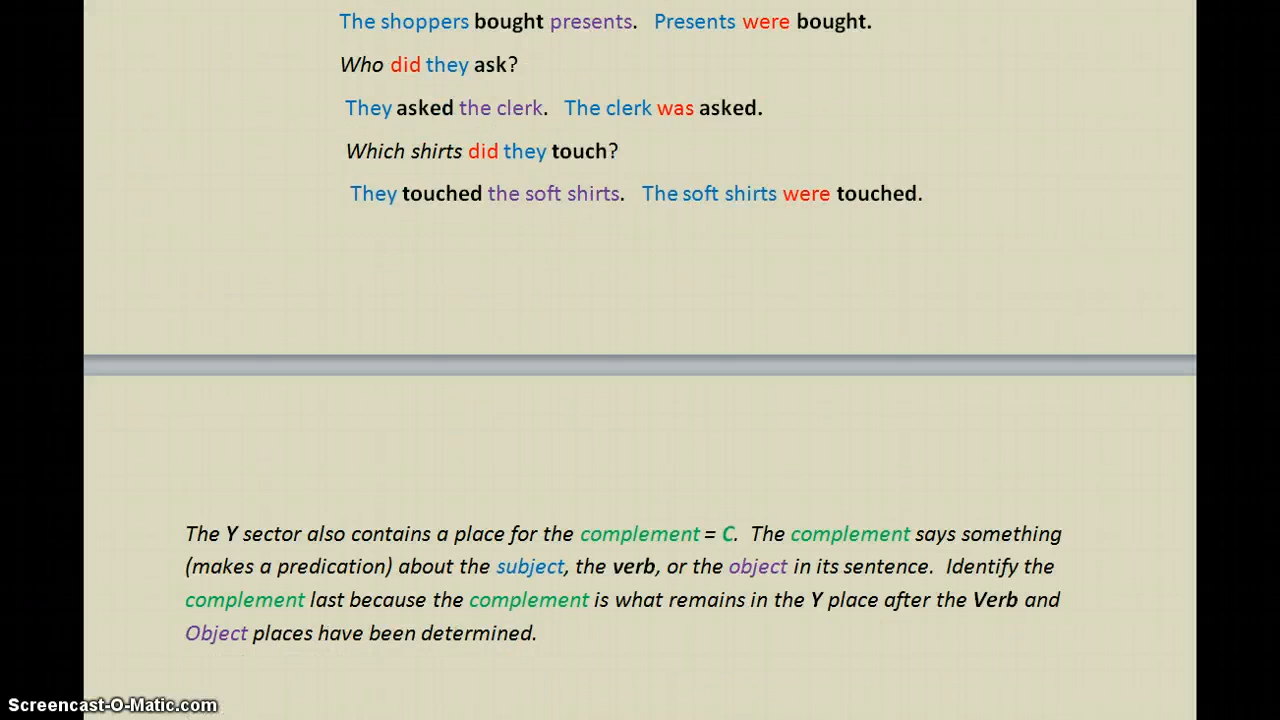 The shoppers bought presents. Presents were bought.
Who did they ask?
They asked the clerk. The clerk was asked.
Which shirts did they touch?
They touched the soft shirts. The soft shirts were touched.
The Y sector also contains a place for the complement = C. The complement says something
(makes a predication) about the subject, the verb, or the object in its sentence. Identify the
complement last because the complement is what remains in the Y place after the Verb and
Object places have been determined.
Screencast-O-Matic.com